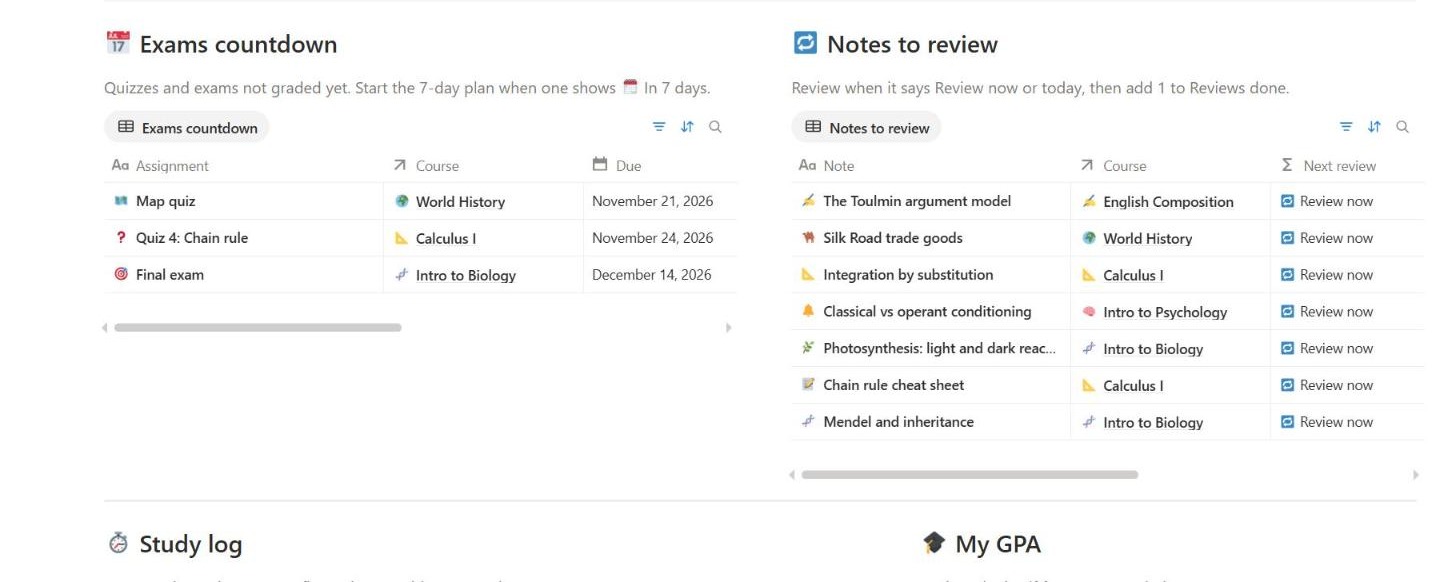 Exams countdown
Quizzes and exams not graded yet. Start the 7-day plan when one shows 🗓️ In 7 days.
Exams countdown
Aa Assignment Course Due
Map quiz World History November 21, 2026
Quiz 4: Chain rule Calculus I November 24, 2026
Final exam Intro to Biology December 14, 2026
Notes to review
Review when it says Review now or today, then add 1 to Reviews done.
Notes to review
Aa Note Course Σ Next review
The Toulmin argument model English Composition Review now
Silk Road trade goods World History Review now
Integration by substitution Calculus I Review now
Classical vs operant conditioning Intro to Psychology Review now
Photosynthesis: light and dark reac... Intro to Biology Review now
Chain rule cheat sheet Calculus I Review now
Mendel and inheritance Intro to Biology Review now
Study log
My GPA